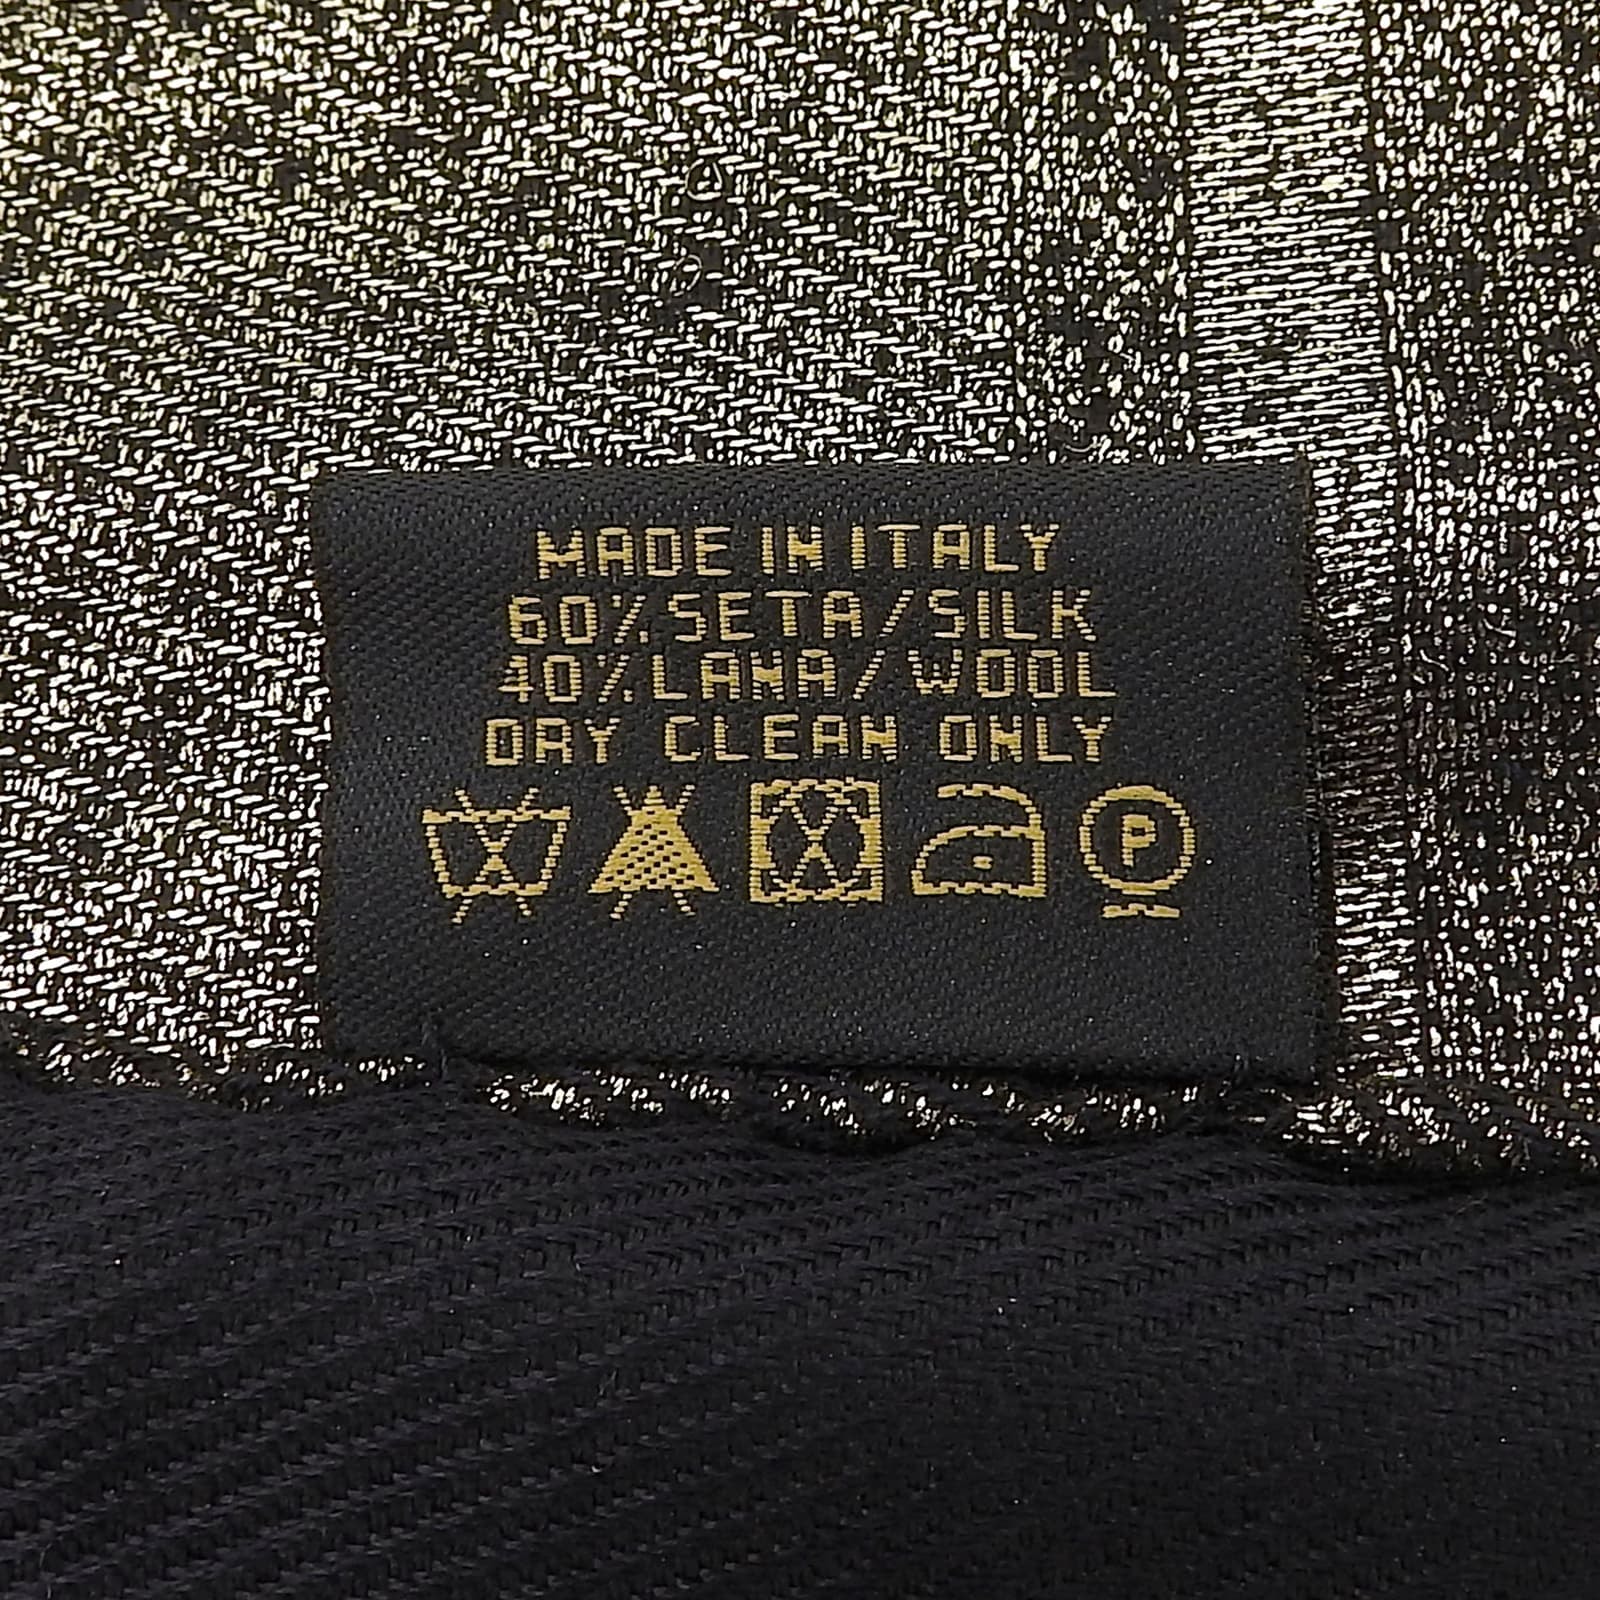 MADE IN ITALY
60% SETA/SILK
40% LANA/WOOL
DRY CLEAN ONLY
P